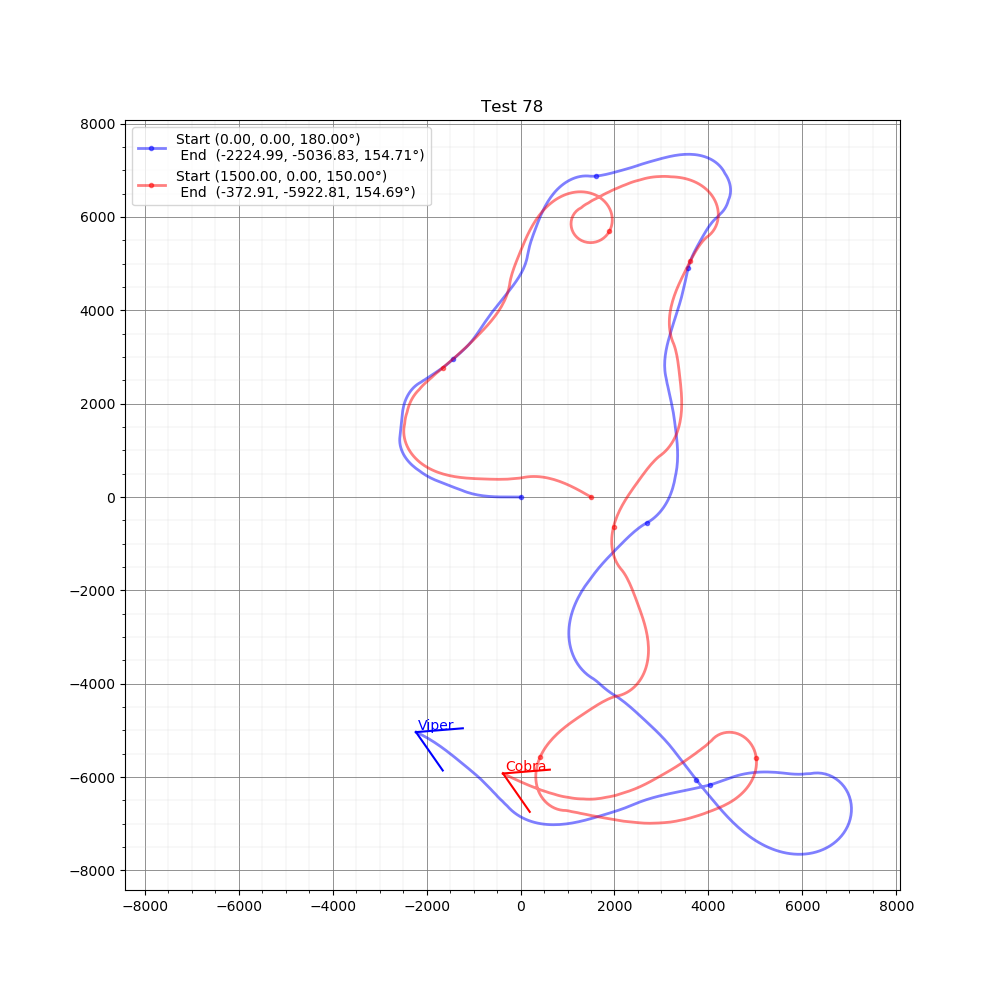 Test 78
Start (0.00, 0.00, 180.00°)
End  (-2224.99, -5036.83, 154.71°)
Start (1500.00, 0.00, 150.00°)
End  (-372.91, -5922.81, 154.69°)
8000
6000
4000
2000
0
−2000
−4000
−6000
−8000
Viper
Cobra
−8000 −6000 −4000 −2000 0 2000 4000 6000 8000